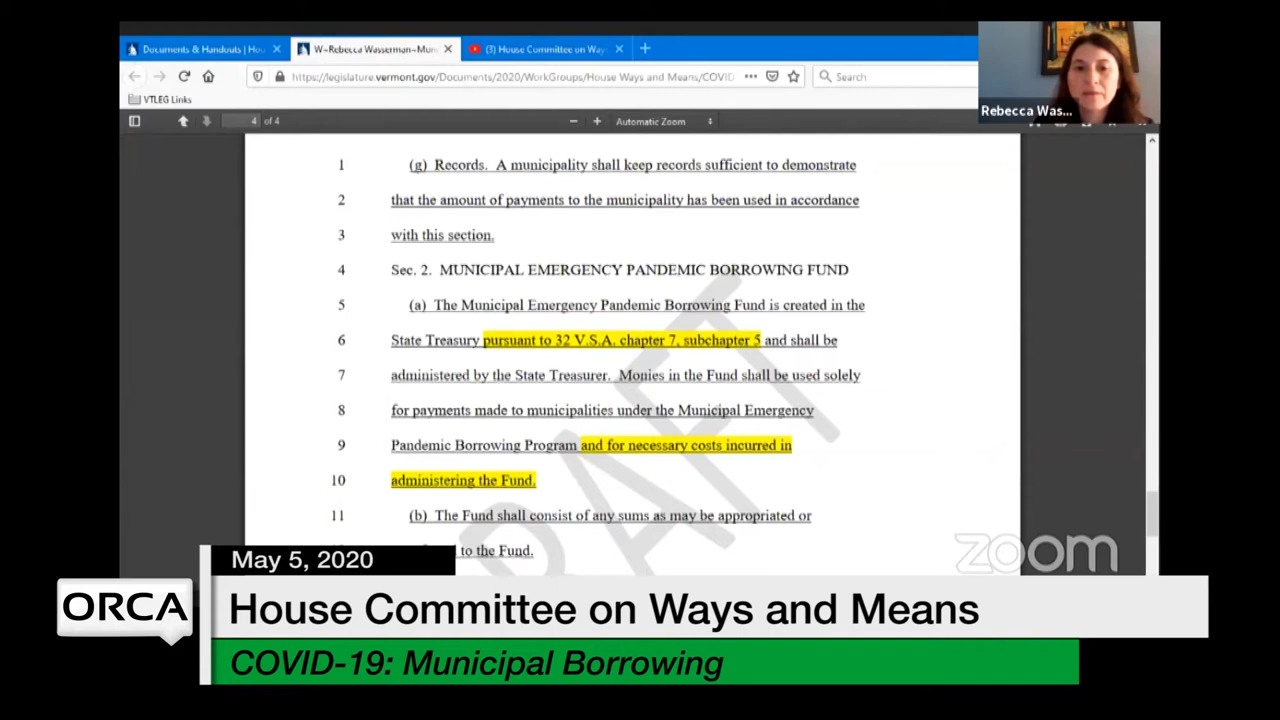 Documents & Handouts | Hou
W~Rebecca Wasserman~Muni
(3) House Committee on Ways
https://legislature.vermont.gov/Documents/2020/WorkGroups/House Ways and Means/COVID
Search
VTLEG Links
4 of 4
Automatic Zoom
Rebecca Was...
1 (g) Records. A municipality shall keep records sufficient to demonstrate
2 that the amount of payments to the municipality has been used in accordance
3 with this section.
4 Sec. 2. MUNICIPAL EMERGENCY PANDEMIC BORROWING FUND
5 (a) The Municipal Emergency Pandemic Borrowing Fund is created in the
6 State Treasury pursuant to 32 V.S.A. chapter 7, subchapter 5 and shall be
7 administered by the State Treasurer. Monies in the Fund shall be used solely
8 for payments made to municipalities under the Municipal Emergency
9 Pandemic Borrowing Program and for necessary costs incurred in
10 administering the Fund.
11 (b) The Fund shall consist of any sums as may be appropriated or
to the Fund.
DRAFT
zoom
May 5, 2020
ORCA
House Committee on Ways and Means
COVID-19: Municipal Borrowing